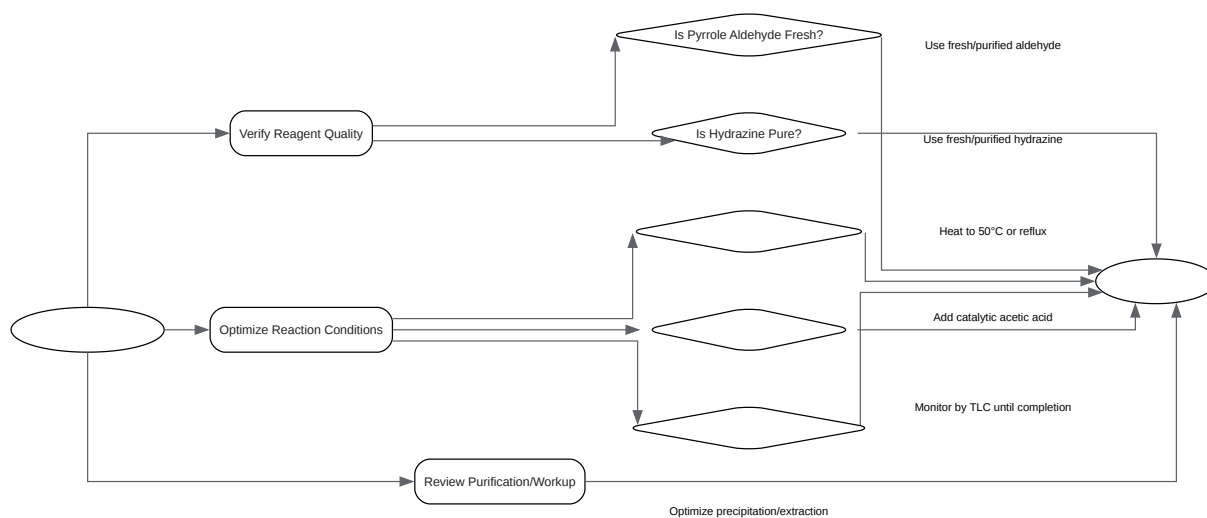 Is Pyrrole Aldehyde Fresh?
Use fresh/purified aldehyde
Verify Reagent Quality
Is Hydrazine Pure?
Use fresh/purified hydrazine
Heat to 50°C or reflux
Optimize Reaction Conditions
Add catalytic acetic acid
Monitor by TLC until completion
Review Purification/Workup
Optimize precipitation/extraction